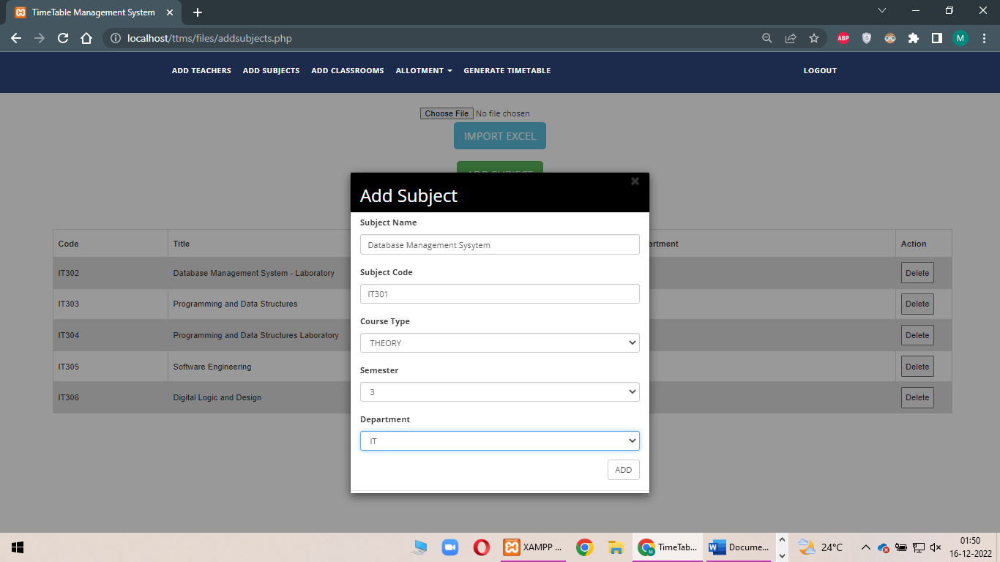 TimeTable Management System
localhost/ttms/files/addsubjects.php
ABP
M
ADD TEACHERS ADD SUBJECTS ADD CLASSROOMS ALLOTMENT GENERATE TIMETABLE LOGOUT
Choose File No file chosen
IMPORT EXCEL
ADD SUBJECT
Add Subject
Subject Name
Database Management Sysytem
Subject Code
IT301
Course Type
THEORY
Semester
3
Department
IT
ADD
Code Title artment Action
IT302 Database Management System - Laboratory Delete
IT303 Programming and Data Structures Delete
IT304 Programming and Data Structures Laboratory Delete
IT305 Software Engineering Delete
IT306 Digital Logic and Design Delete
XAMPP ... TimeTab... Docume... 24°C 01:50
16-12-2022